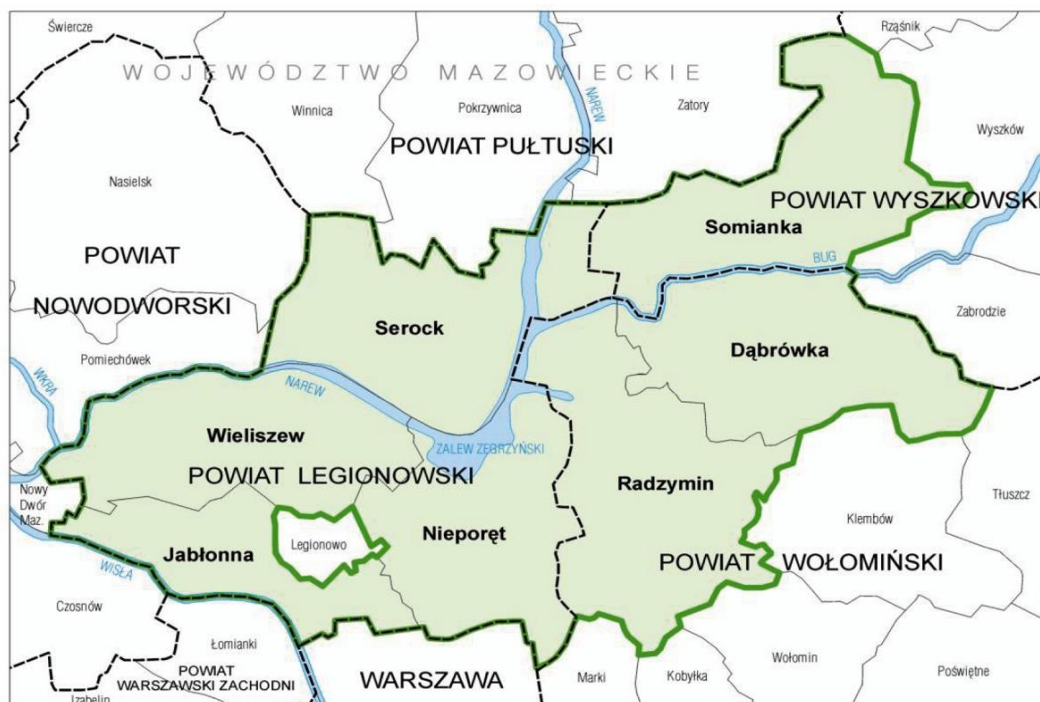 Świercze
Rząśnik
WOJEWÓDZTWO MAZOWIECKIE
Winnica
Pokrzywnica
NAREW
Zatory
Wyszków
POWIAT PUŁTUSKI
Nasielsk
POWIAT WYSZKOWSKI
Somianka
POWIAT
NOWODWORSKI
BUG
Zabrodzie
Serock
Dąbrówka
Pomiechówek
WKRA
NAREW
Wieliszew
ZALEW ZEGRZYŃSKI
POWIAT LEGIONOWSKI
Radzymin
Nowy
Dwór
Maz.
Tłuszcz
Klembów
Nieporęt
Legionowo
Jabłonna
POWIAT WOŁOMIŃSKI
WISŁA
Czosnów
Łomianki
Wołomin
Poświętne
POWIAT
WARSZAWSKI ZACHODNI
WARSZAWA
Marki
Kobyłka
Izabelin